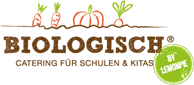 BIOLOGISCH®
CATERING FÜR SCHULEN & KITAS
BY
LEMONPIE